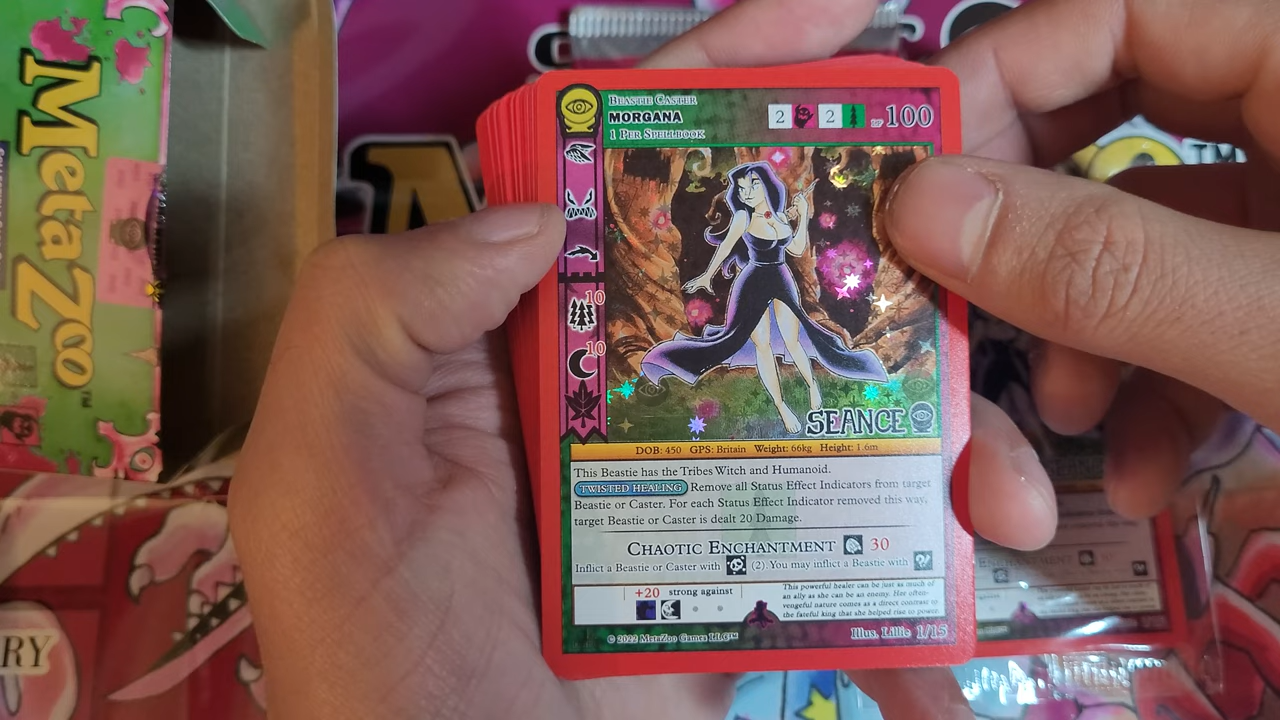 MetaZoo™
RY
Beastie Caster
MORGANA
1 Per Spellbook
2 2 LP 100
10
10
SEANCE
DOB: 450 GPS: Britain Weight: 66kg Height: 1.6m
This Beastie has the Tribes Witch and Humanoid.
TWISTED HEALING Remove all Status Effect Indicators from target
Beastie or Caster. For each Status Effect Indicator removed this way,
target Beastie or Caster is dealt 20 Damage.
Chaotic Enchantment 30
Inflict a Beastie or Caster with (2). You may inflict a Beastie with
+20 strong against
This powerful healer can be just as much of
an ally as she can be an enemy. Her often-
vengeful nature comes as a direct contrast to
the fateful king that she helped rise to power.
© 2022 MetaZoo Games LLC™
Illus. Lillie 1/15